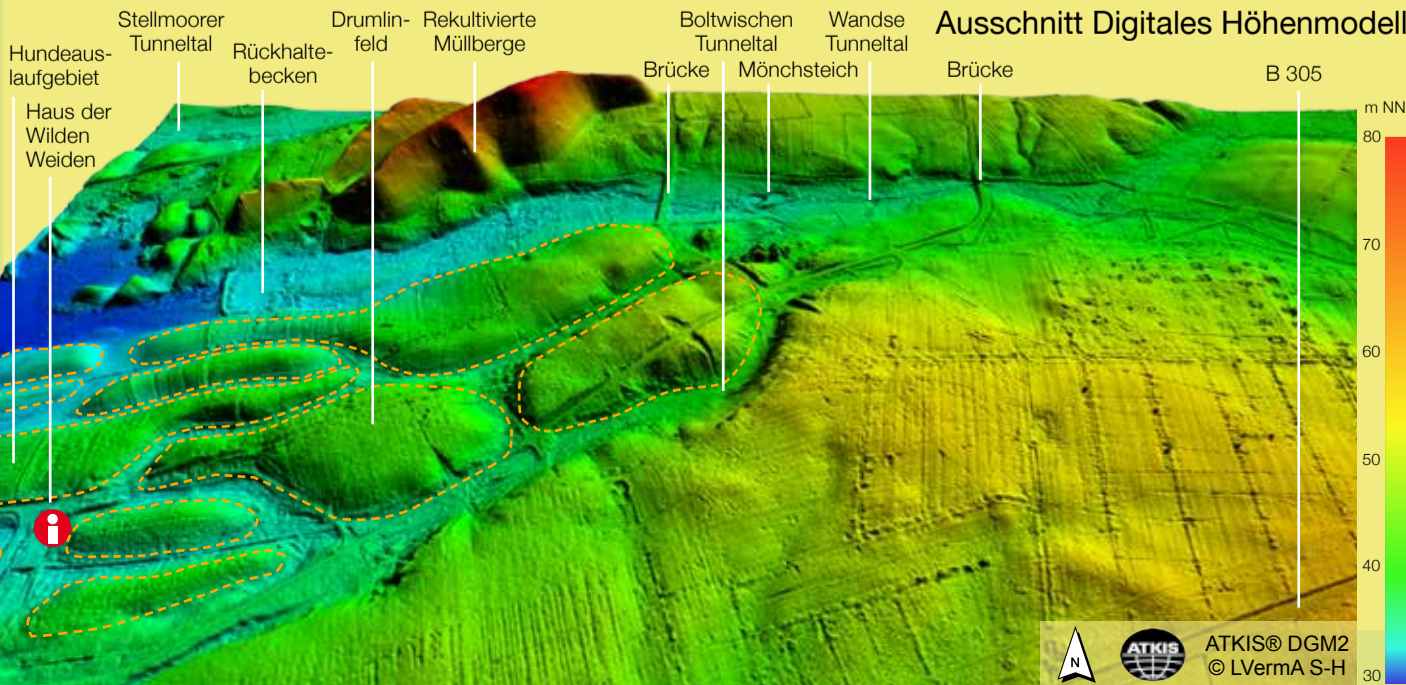 Ausschnitt Digitales Höhenmodell
Hundeaus-
laufgebiet
Haus der
Wilden
Weiden
Stellmoorer
Tunneltal
Rückhalte-
becken
Drumlin-
feld
Rekultivierte
Müllberge
Brücke
Boltwischen
Tunneltal
Mönchsteich
Wandse
Tunneltal
Brücke
B 305
m NN
80
70
60
50
40
30
i
N
ATKIS
ATKIS® DGM2
© LVermA S-H